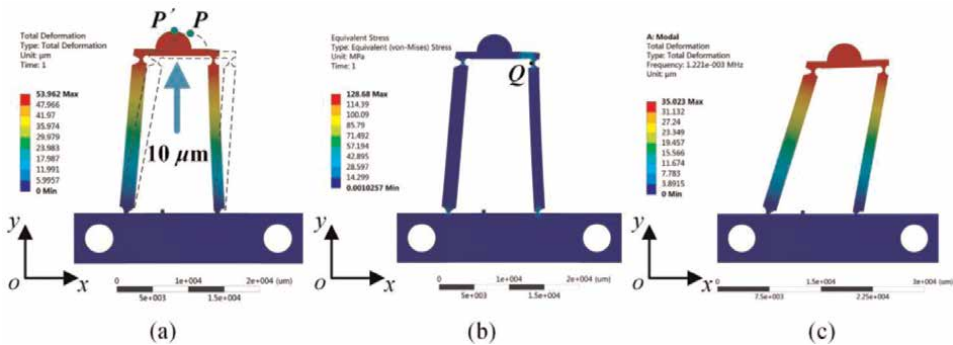 Total Deformation
Type: Total Deformation
Unit: µm
Time: 1
53.962 Max
47.966
41.97
35.974
29.979
23.983
17.987
11.991
5.9957
0 Min
P′ P
10 µm
y
o x
0 1e+004 2e+004 (um)
5e+003 1.5e+004
(a)
Equivalent Stress
Type: Equivalent (von-Mises) Stress
Unit: MPa
Time: 1
128.68 Max
114.39
100.09
85.79
71.492
57.194
42.895
28.597
14.299
0.0010257 Min
Q
y
o x
0 1e+004 2e+004 (um)
5e+003 1.5e+004
(b)
A: Modal
Total Deformation
Type: Total Deformation
Frequency: 1.221e-003 MHz
Unit: µm
35.023 Max
31.132
27.24
23.349
19.457
15.566
11.674
7.783
3.8915
0 Min
y
o x
0 1.5e+004 3e+004 (um)
7.5e+003 2.25e+004
(c)